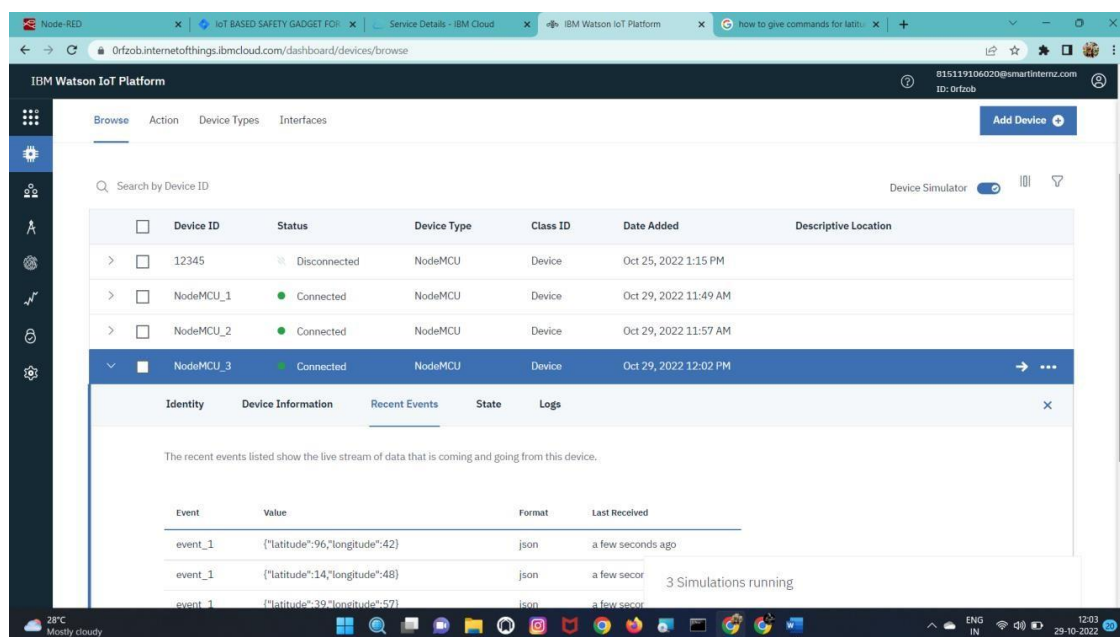 Node-RED
IoT BASED SAFETY GADGET FOR
Service Details - IBM Cloud
IBM Watson IoT Platform
how to give commands for latitu
0rfzob.internetofthings.ibmcloud.com/dashboard/devices/browse
IBM Watson IoT Platform
815119106020@smartinternz.com
ID: 0rfzob
Browse Action Device Types Interfaces
Add Device
Search by Device ID
Device Simulator
Device ID Status Device Type Class ID Date Added Descriptive Location
12345 Disconnected NodeMCU Device Oct 25, 2022 1:15 PM
NodeMCU_1 Connected NodeMCU Device Oct 29, 2022 11:49 AM
NodeMCU_2 Connected NodeMCU Device Oct 29, 2022 11:57 AM
NodeMCU_3 Connected NodeMCU Device Oct 29, 2022 12:02 PM
Identity Device Information Recent Events State Logs
The recent events listed show the live stream of data that is coming and going from this device.
Event Value Format Last Received
event_1 {"latitude":96,"longitude":42} json a few seconds ago
event_1 {"latitude":14,"longitude":48} json a few secon
event_1 {"latitude":39,"longitude":57} json a few secon
3 Simulations running
28°C
Mostly cloudy
ENG
IN
12:03
29-10-2022
20